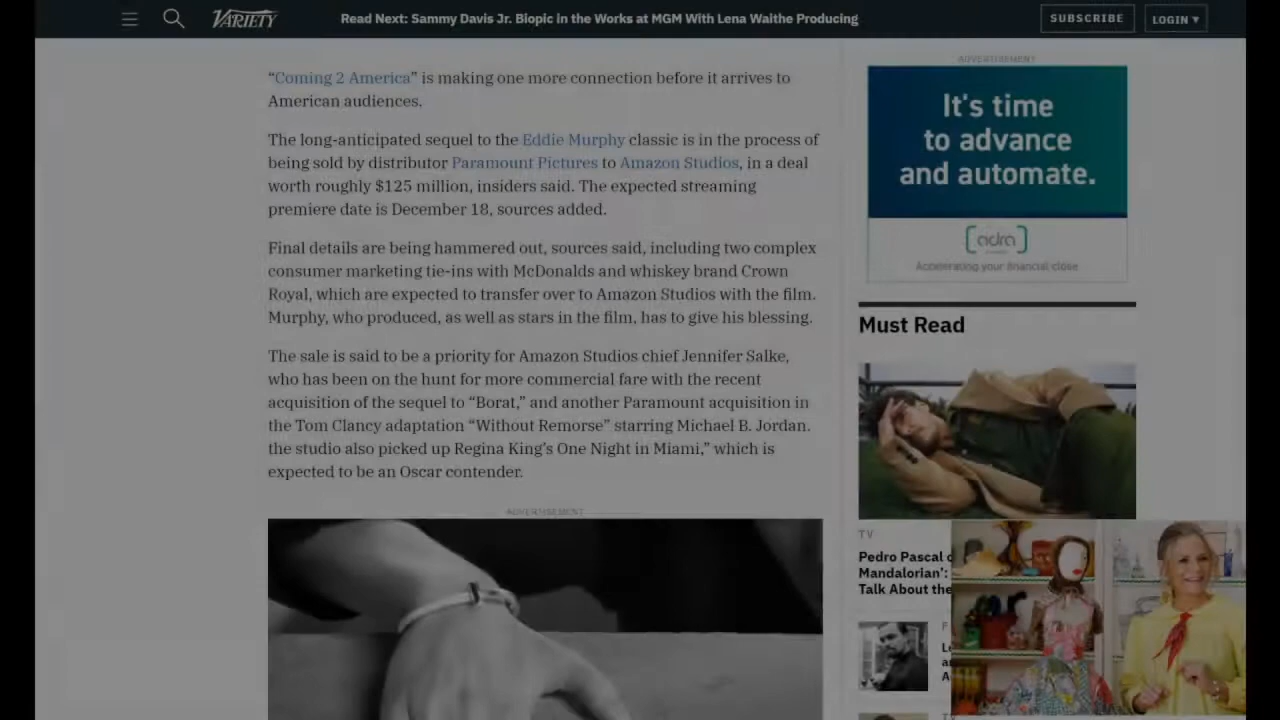 VARIETY
Read Next: Sammy Davis Jr. Biopic in the Works at MGM With Lena Waithe Producing
SUBSCRIBE
LOGIN ▾
“Coming 2 America” is making one more connection before it arrives to
American audiences.
The long-anticipated sequel to the Eddie Murphy classic is in the process of
being sold by distributor Paramount Pictures to Amazon Studios, in a deal
worth roughly $125 million, insiders said. The expected streaming
premiere date is December 18, sources added.
Final details are being hammered out, sources said, including two complex
consumer marketing tie-ins with McDonalds and whiskey brand Crown
Royal, which are expected to transfer over to Amazon Studios with the film.
Murphy, who produced, as well as stars in the film, has to give his blessing.
The sale is said to be a priority for Amazon Studios chief Jennifer Salke,
who has been on the hunt for more commercial fare with the recent
acquisition of the sequel to “Borat,” and another Paramount acquisition in
the Tom Clancy adaptation “Without Remorse” starring Michael B. Jordan.
the studio also picked up Regina King’s One Night in Miami,” which is
expected to be an Oscar contender.
ADVERTISEMENT
ADVERTISEMENT
It's time
to advance
and automate.
adra
Accelerating your financial close
Must Read
TV
Pedro Pascal
Mandalorian’:
Talk About the